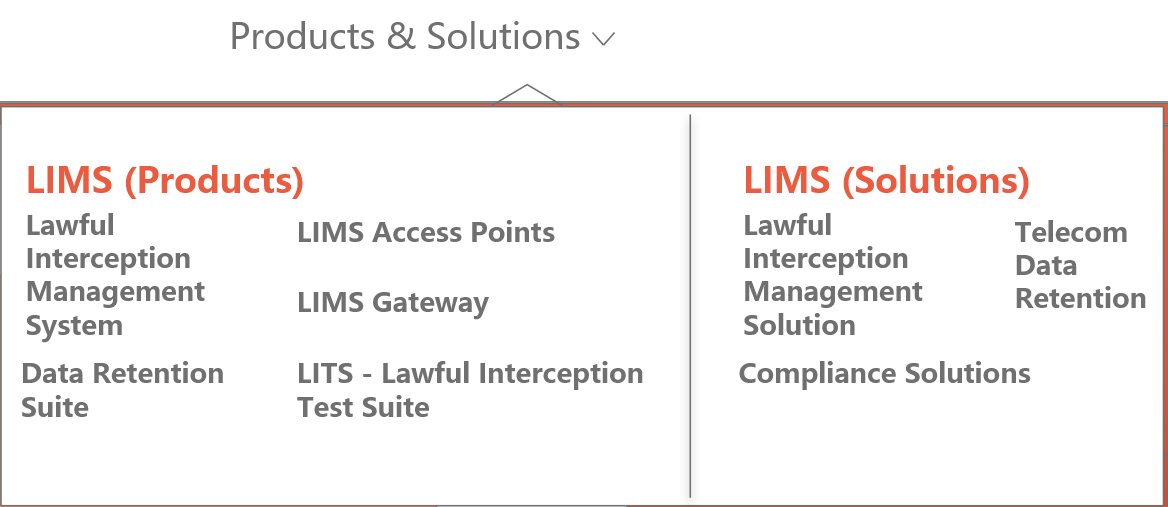 Products & Solutions
LIMS (Products)
Lawful
Interception
Management
System
LIMS Access Points
LIMS Gateway
Data Retention
Suite
LITS - Lawful Interception
Test Suite
LIMS (Solutions)
Lawful
Interception
Management
Solution
Telecom
Data
Retention
Compliance Solutions